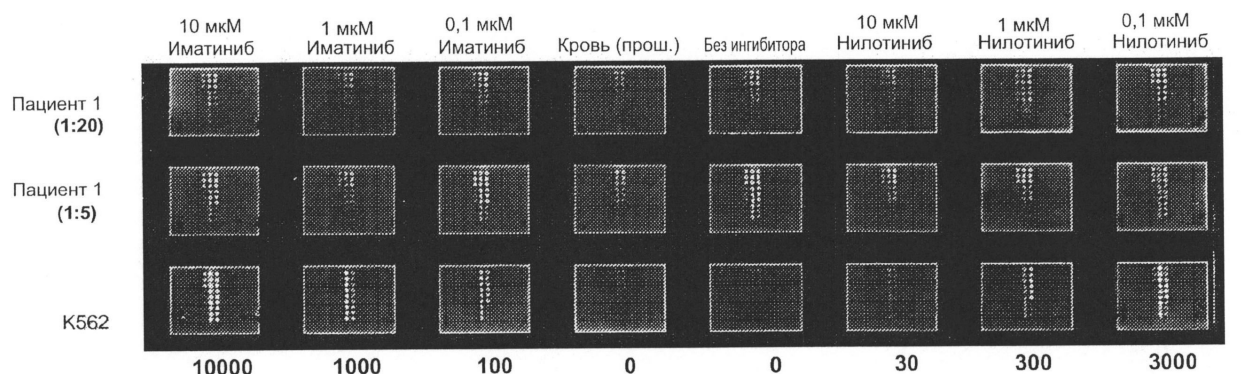 10 мкМ
Иматиниб
1 мкМ
Иматиниб
0,1 мкМ
Иматиниб
Кровь (прош.)
Без ингибитора
10 мкМ
Нилотиниб
1 мкМ
Нилотиниб
0,1 мкМ
Нилотиниб
Пациент 1
(1:20)
Пациент 1
(1:5)
K562
10000
1000
100
0
0
30
300
3000